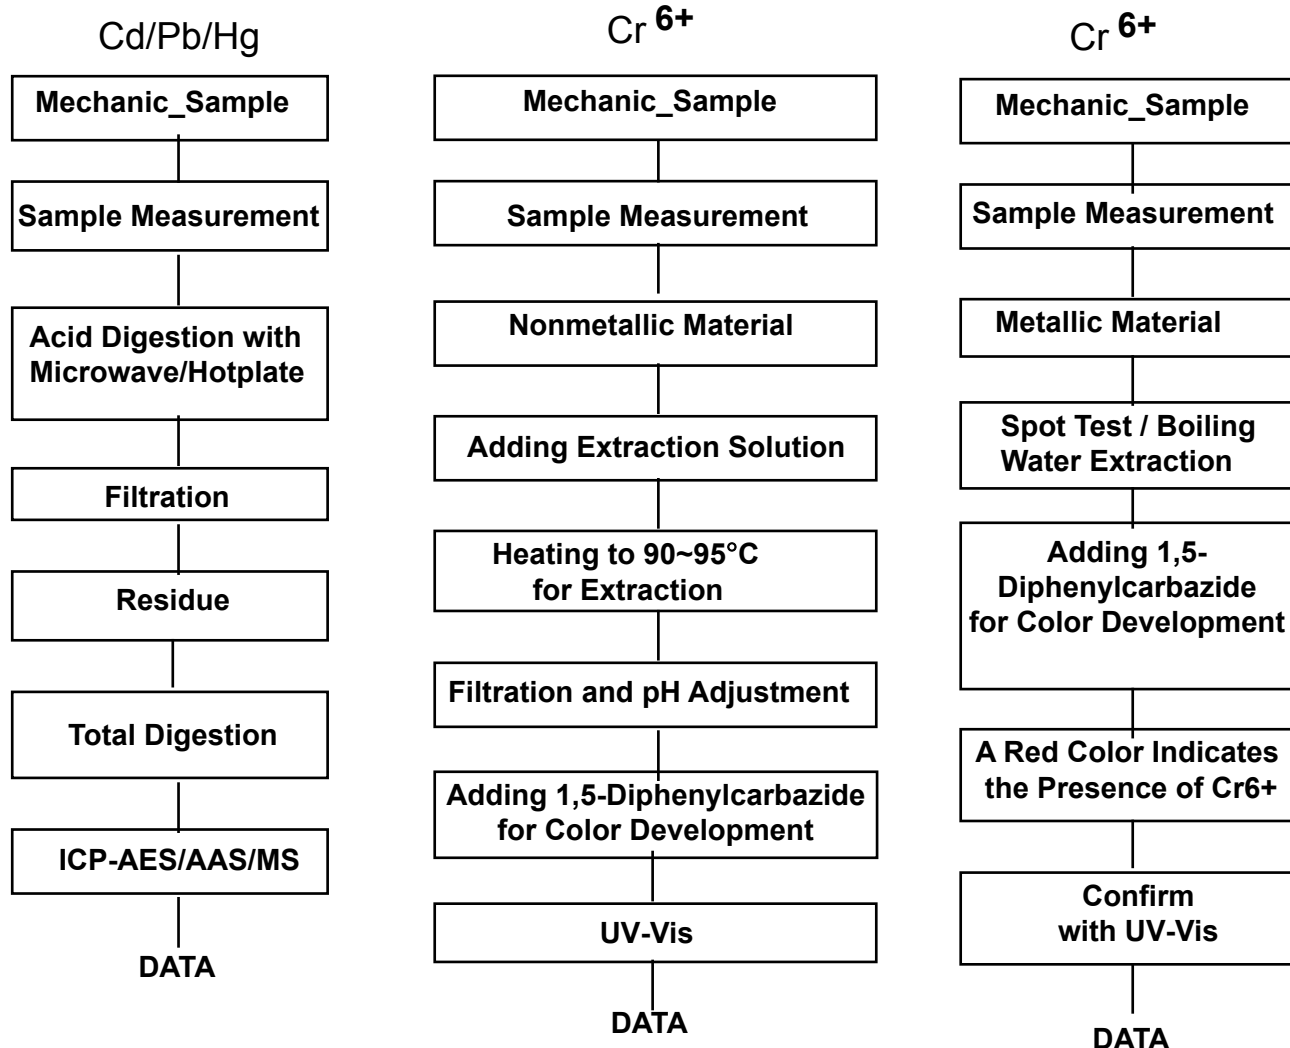 Cd/Pb/Hg
Mechanic_Sample
Sample Measurement
Acid Digestion with
Microwave/Hotplate
Filtration
Residue
Total Digestion
ICP-AES/AAS/MS
DATA
Cr 6+
Mechanic_Sample
Sample Measurement
Nonmetallic Material
Adding Extraction Solution
Heating to 90~95°C
for Extraction
Filtration and pH Adjustment
Adding 1,5-Diphenylcarbazide
for Color Development
UV-Vis
DATA
Cr 6+
Mechanic_Sample
Sample Measurement
Metallic Material
Spot Test / Boiling
Water Extraction
Adding 1,5-
Diphenylcarbazide
for Color Development
A Red Color Indicates
the Presence of Cr6+
Confirm
with UV-Vis
DATA